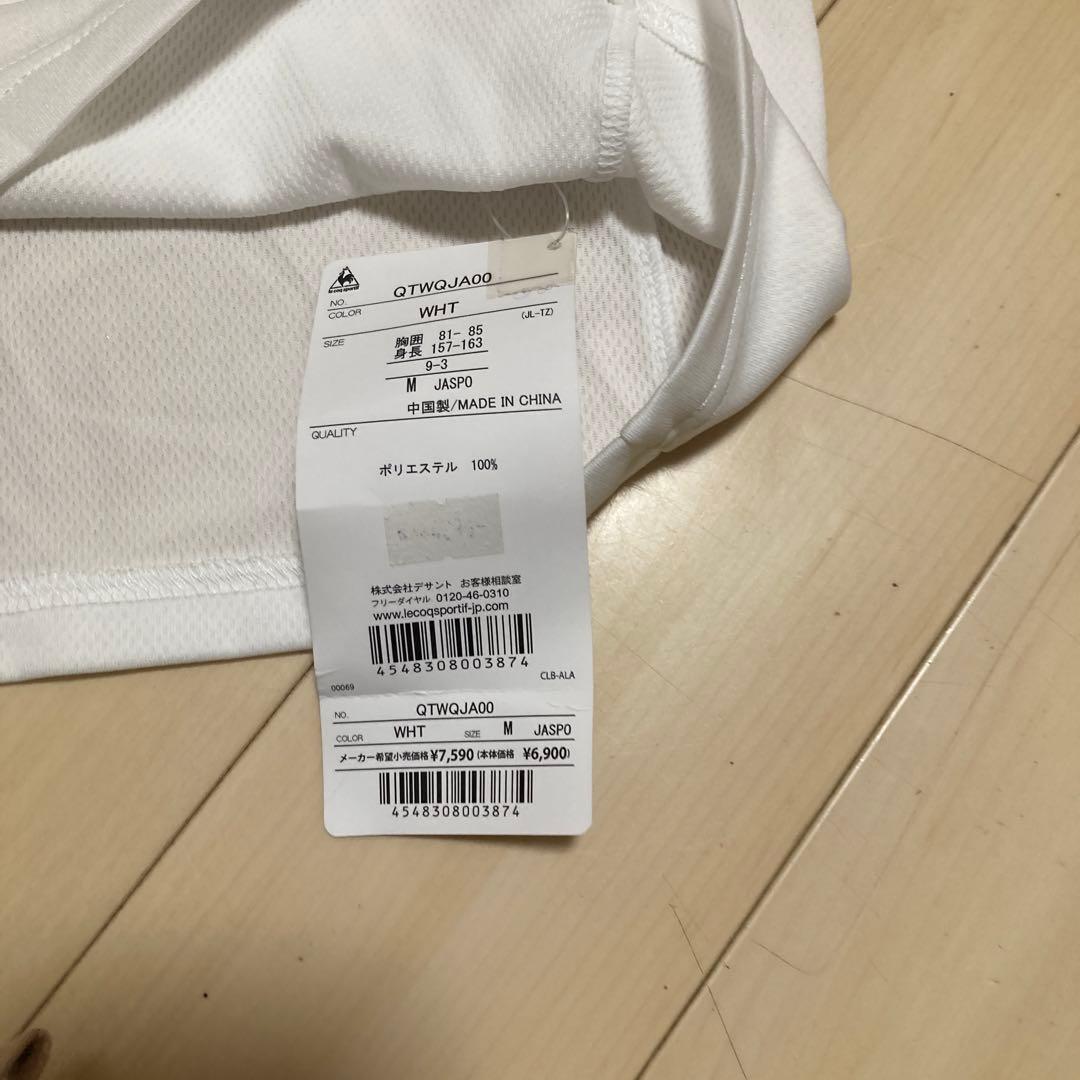 le coq sportif
NO. QTWQJA00
COLOR WHT
(JL-TZ)
SIZE 胸囲 81- 85
身長 157-163
9-3
M JASPO
中国製/MADE IN CHINA
QUALITY
ポリエステル 100%
株式会社デサント お客様相談室
フリーダイヤル 0120-46-0310
www.lecoqsportif-jp.com
4548308003874
00069 CLB-ALA
NO. QTWQJA00
COLOR WHT SIZE M JASPO
メーカー希望小売価格 ¥7,590 (本体価格 ¥6,900)
4548308003874